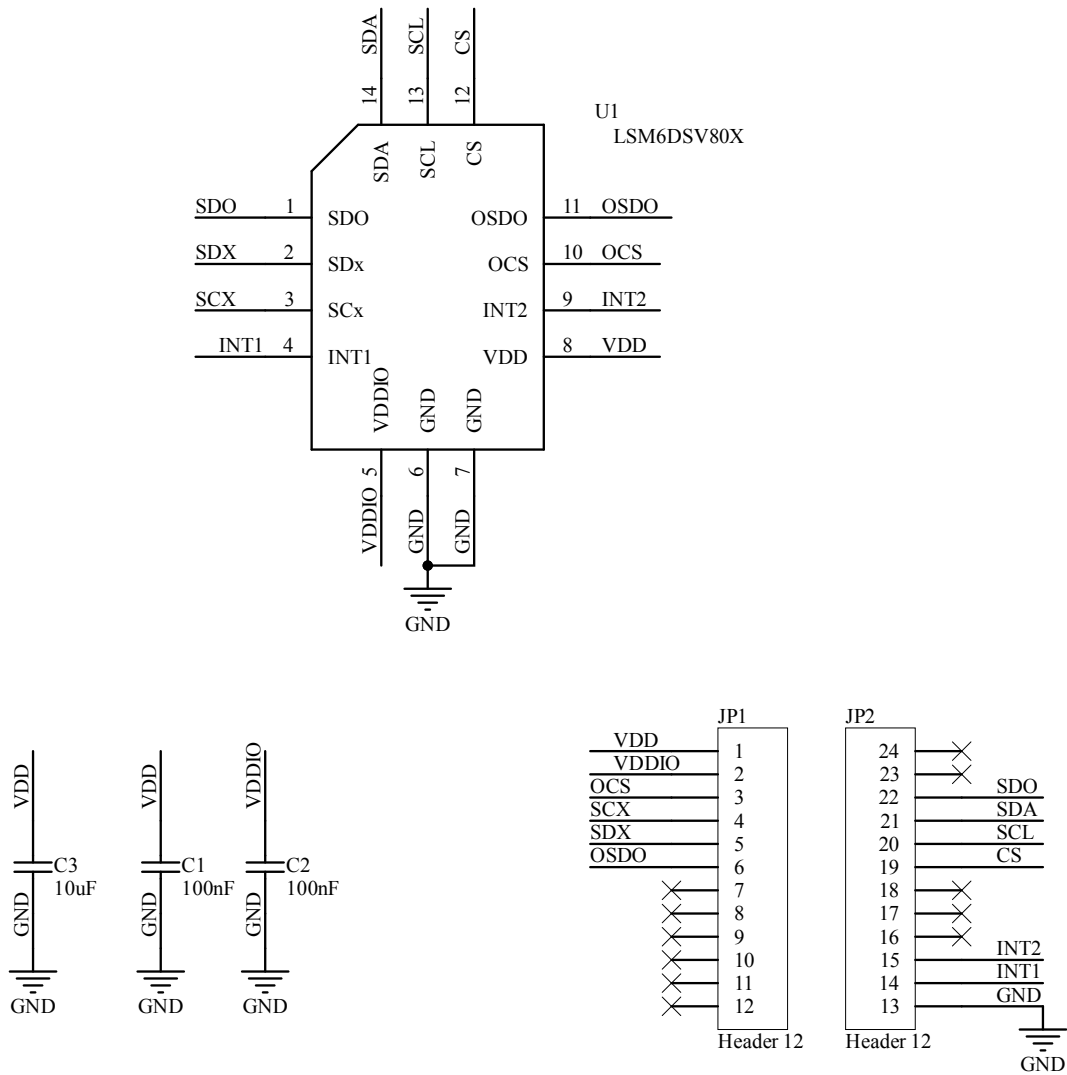 SDA
SCL
CS
14
13
12
U1
LSM6DSV80X
SDA
SCL
CS
SDO 1 SDO
OSDO 11 OSDO
SDX 2 SDx
OCS 10 OCS
SCX 3 SCx
INT2 9 INT2
INT1 4 INT1
VDD 8 VDD
VDDIO
GND
GND
5
6
7
VDDIO
GND
GND
GND
VDD
C3
10uF
GND
GND
VDD
C1
100nF
GND
GND
VDDIO
C2
100nF
GND
GND
JP1
VDD 1
VDDIO 2
OCS 3
SCX 4
SDX 5
OSDO 6
7
8
9
10
11
12
Header 12
JP2
24
23
22 SDO
21 SDA
20 SCL
19 CS
18
17
16
15 INT2
14 INT1
13 GND
Header 12
GND